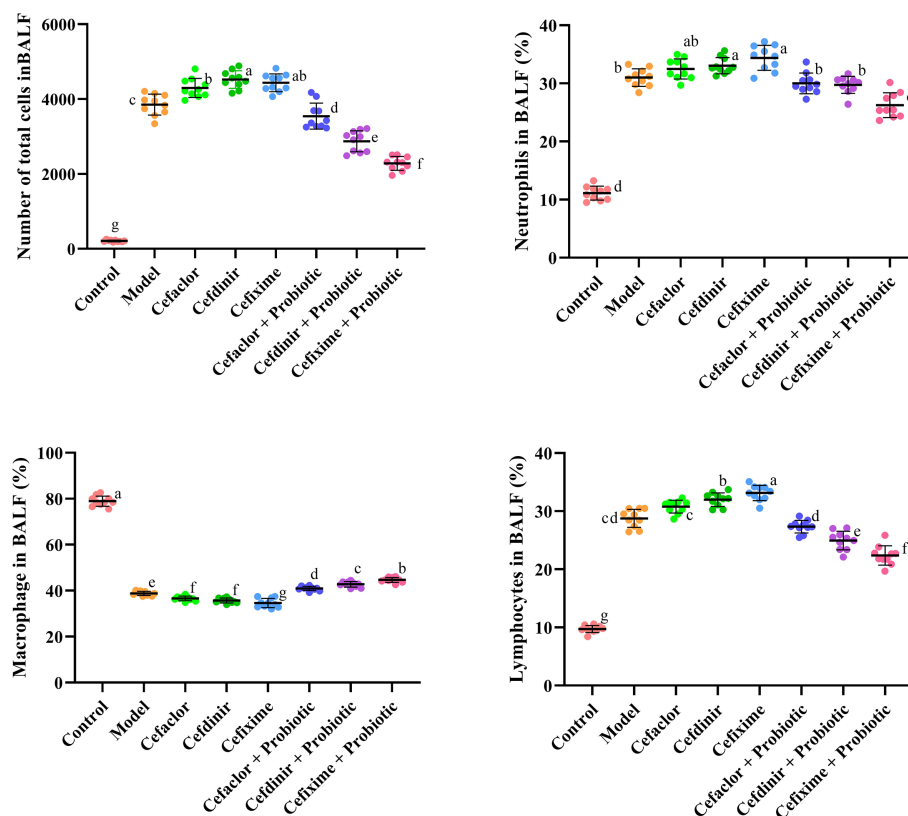 Number of total cells inBALF
6000
4000
2000
0
g
c
b
a
ab
d
e
f
Control
Model
Cefaclor
Cefdinir
Cefixime
Cefaclor + Probiotic
Cefdinir + Probiotic
Cefixime + Probiotic
Neutrophils in BALF (%)
40
30
20
10
0
d
b
ab
a
a
b
b
Control
Model
Cefaclor
Cefdinir
Cefixime
Cefaclor + Probiotic
Cefdinir + Probiotic
Cefixime + Probiotic
Macrophage in BALF (%)
100
80
60
40
20
0
a
e
f
f
g
d
c
b
Control
Model
Cefaclor
Cefdinir
Cefixime
Cefaclor + Probiotic
Cefdinir + Probiotic
Cefixime + Probiotic
Lymphocytes in BALF (%)
40
30
20
10
0
g
cd
c
b
a
d
e
f
Control
Model
Cefaclor
Cefdinir
Cefixime
Cefaclor + Probiotic
Cefdinir + Probiotic
Cefixime + Probiotic